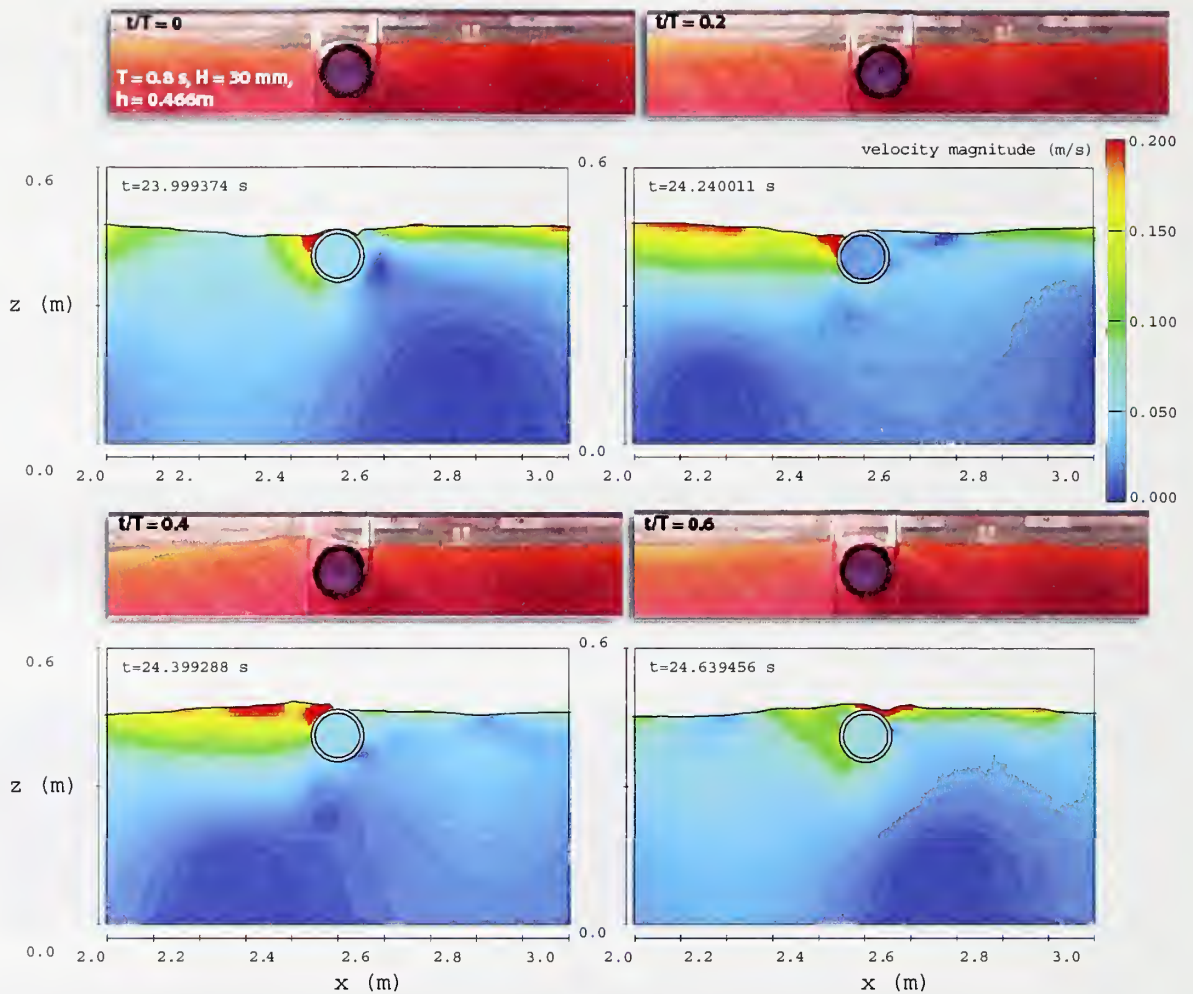 t/T = 0
t/T = 0.2
T = 0.8 s, H = 30 mm,
h = 0.466m
velocity magnitude (m/s)
0.6
t=23.999374 s
0.6
t=24.240011 s
0.200
0.150
0.100
0.050
0.000
z (m)
0.0
0.0
2.0 2 2. 2.4 2.6 2.8 3.0
2.0 2.2 2.4 2.6 2.8 3.0
t/T = 0.4
t/T = 0.6
0.6
t=24.399288 s
0.6
t=24.639456 s
z (m)
0.0
0.0
2.0 2.2 2.4 2.6 2.8 3.0
2.0 2.2 2.4 2.6 2.8 3.0
x (m)
x (m)